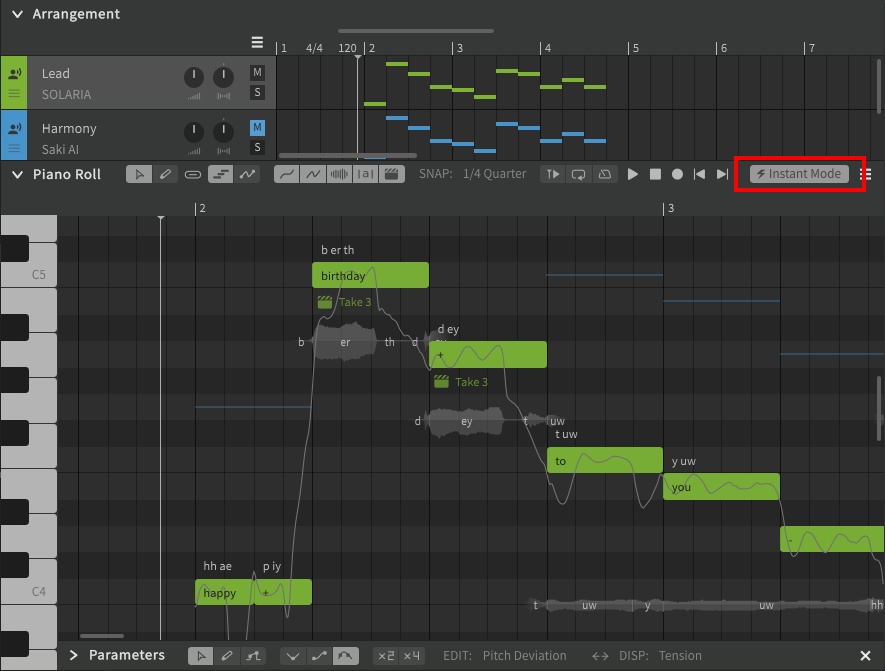 Arrangement
1 4/4 120 2 3 4 5 6 7
Lead M
SOLARIA S
Harmony M
Saki AI S
Piano Roll |a| SNAP: 1/4 Quarter Instant Mode
2 3
b er th
C5 birthday
Take 3
d ey
b er th d
+
Take 3
d ey t uw
t uw
to y uw
you
-
hh ae p iy
C4 happy +
t uw y uw hh
Parameters ×2 ×4 EDIT: Pitch Deviation DISP: Tension